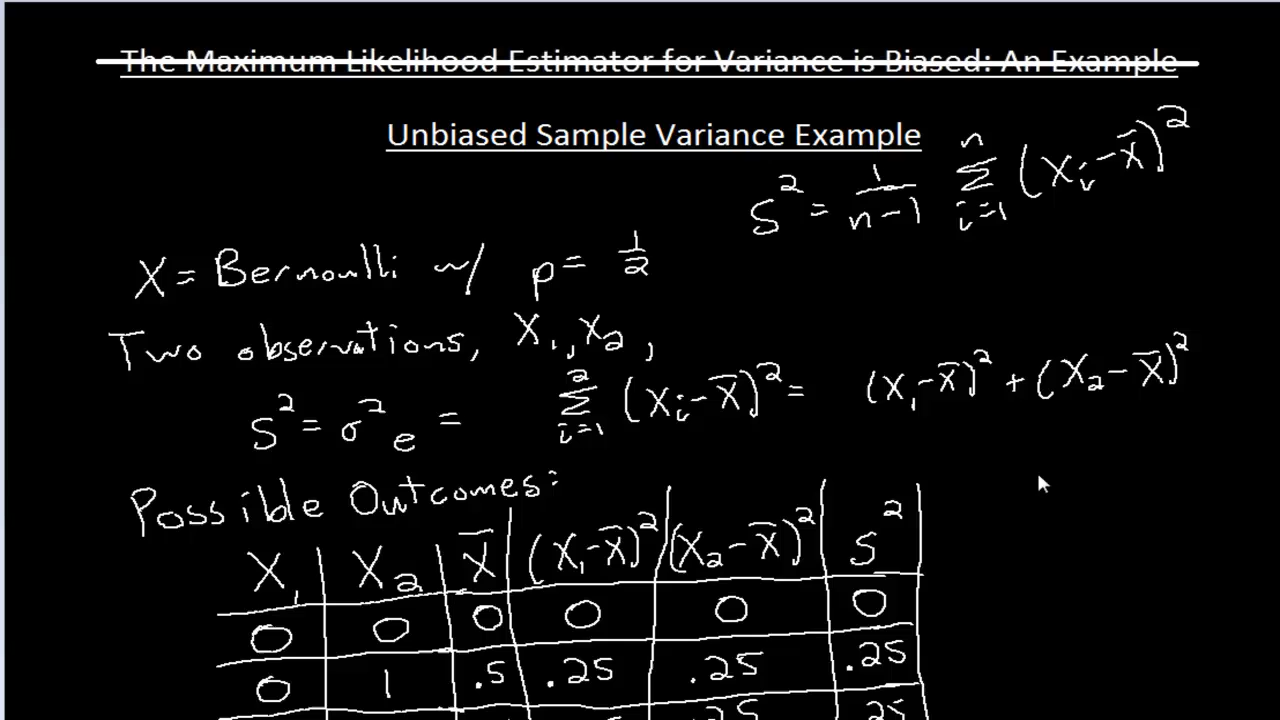 The Maximum Likelihood Estimator for Variance is Biased: An Example
Unbiased Sample Variance Example
S² = 1/(n-1) Σ_{i=1}^{n} (Xᵢ - X̄)²
X = Bernoulli w/ p = 1/2
Two observations, X₁, X₂,
S² = σ²e = Σ_{i=1}^{2} (Xᵢ - X̄)² = (X₁ - X̄)² + (X₂ - X̄)²
Possible Outcomes:
X₁ X₂ X̄ (X₁ - X̄)² (X₂ - X̄)² S²
0 0 0 0 0 0
0 1 .5 .25 .25 .25
.25 .25